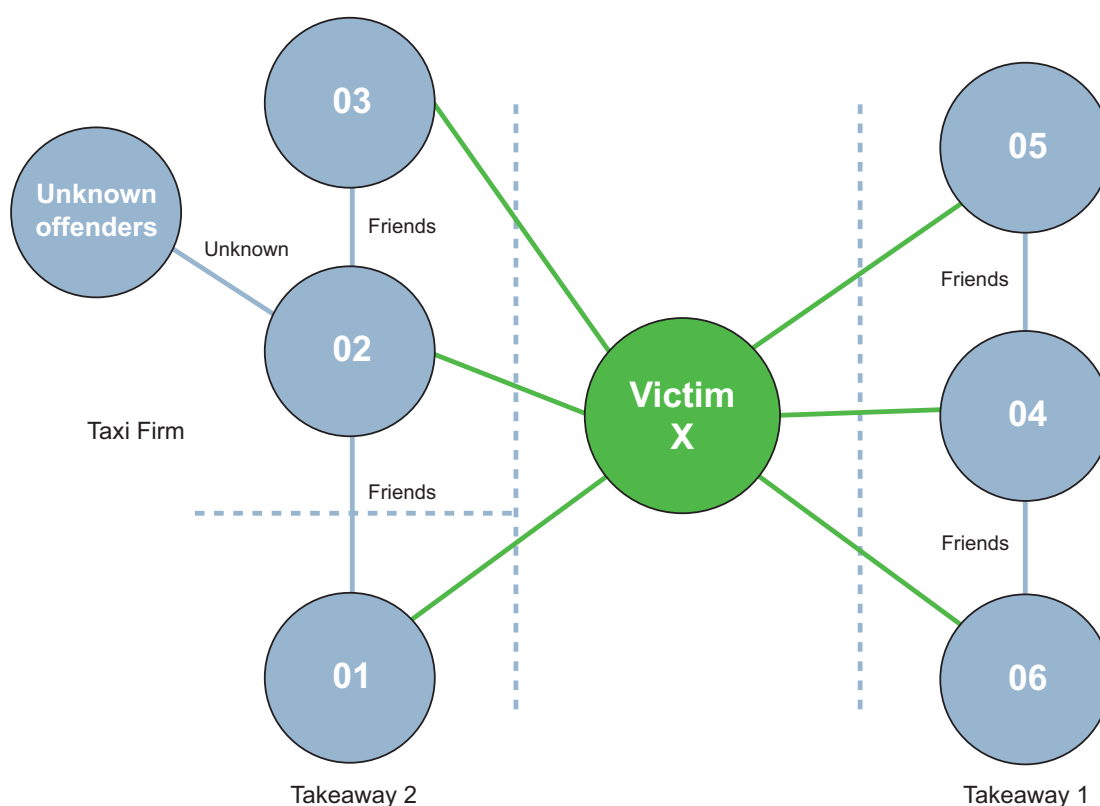 03
05
Unknown
offenders
Friends
Unknown
Friends
02
Victim
X
04
Taxi Firm
Friends
Friends
01
06
Takeaway 2
Takeaway 1